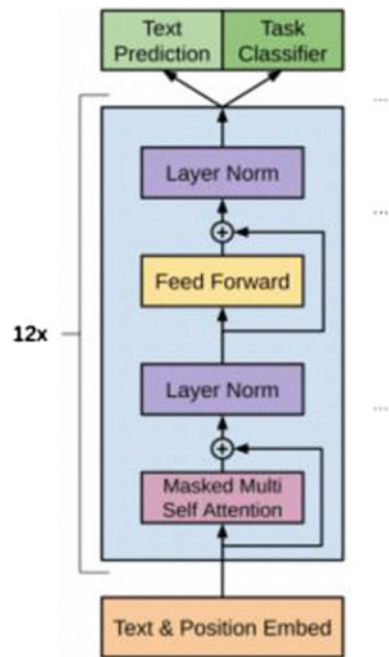 Text
Prediction
Task
Classifier
...
Layer Norm
...
Feed Forward
12x
Layer Norm
...
Masked Multi
Self Attention
Text & Position Embed